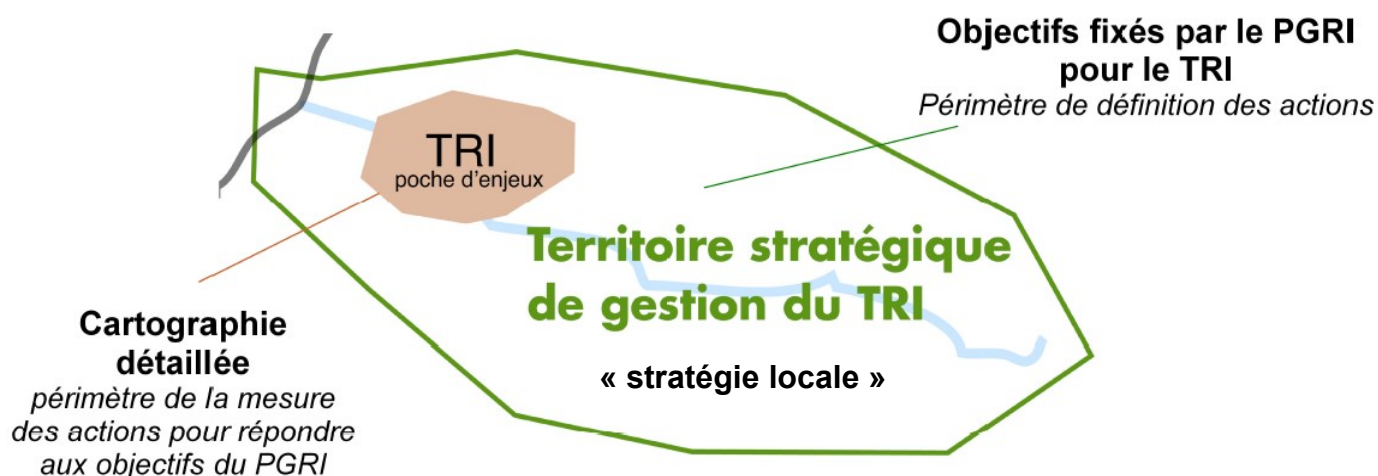 Objectifs fixés par le PGRI
pour le TRI
Périmètre de définition des actions
TRI
poche d'enjeux
Territoire stratégique
de gestion du TRI
« stratégie locale »
Cartographie
détaillée
périmètre de la mesure
des actions pour répondre
aux objectifs du PGRI